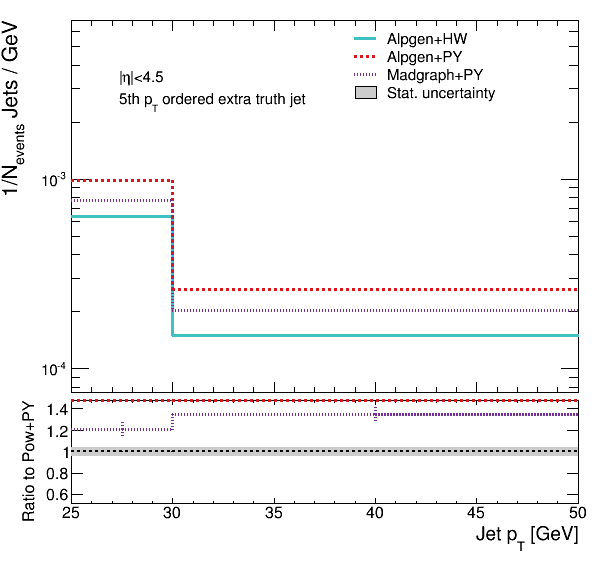 1/N_events Jets / GeV
Alpgen+HW
Alpgen+PY
Madgraph+PY
Stat. uncertainty
|η|<4.5
5th p_T ordered extra truth jet
10^-3
10^-4
Ratio to Pow+PY
1.4
1.2
1
0.8
0.6
25 30 35 40 45 50
Jet p_T [GeV]